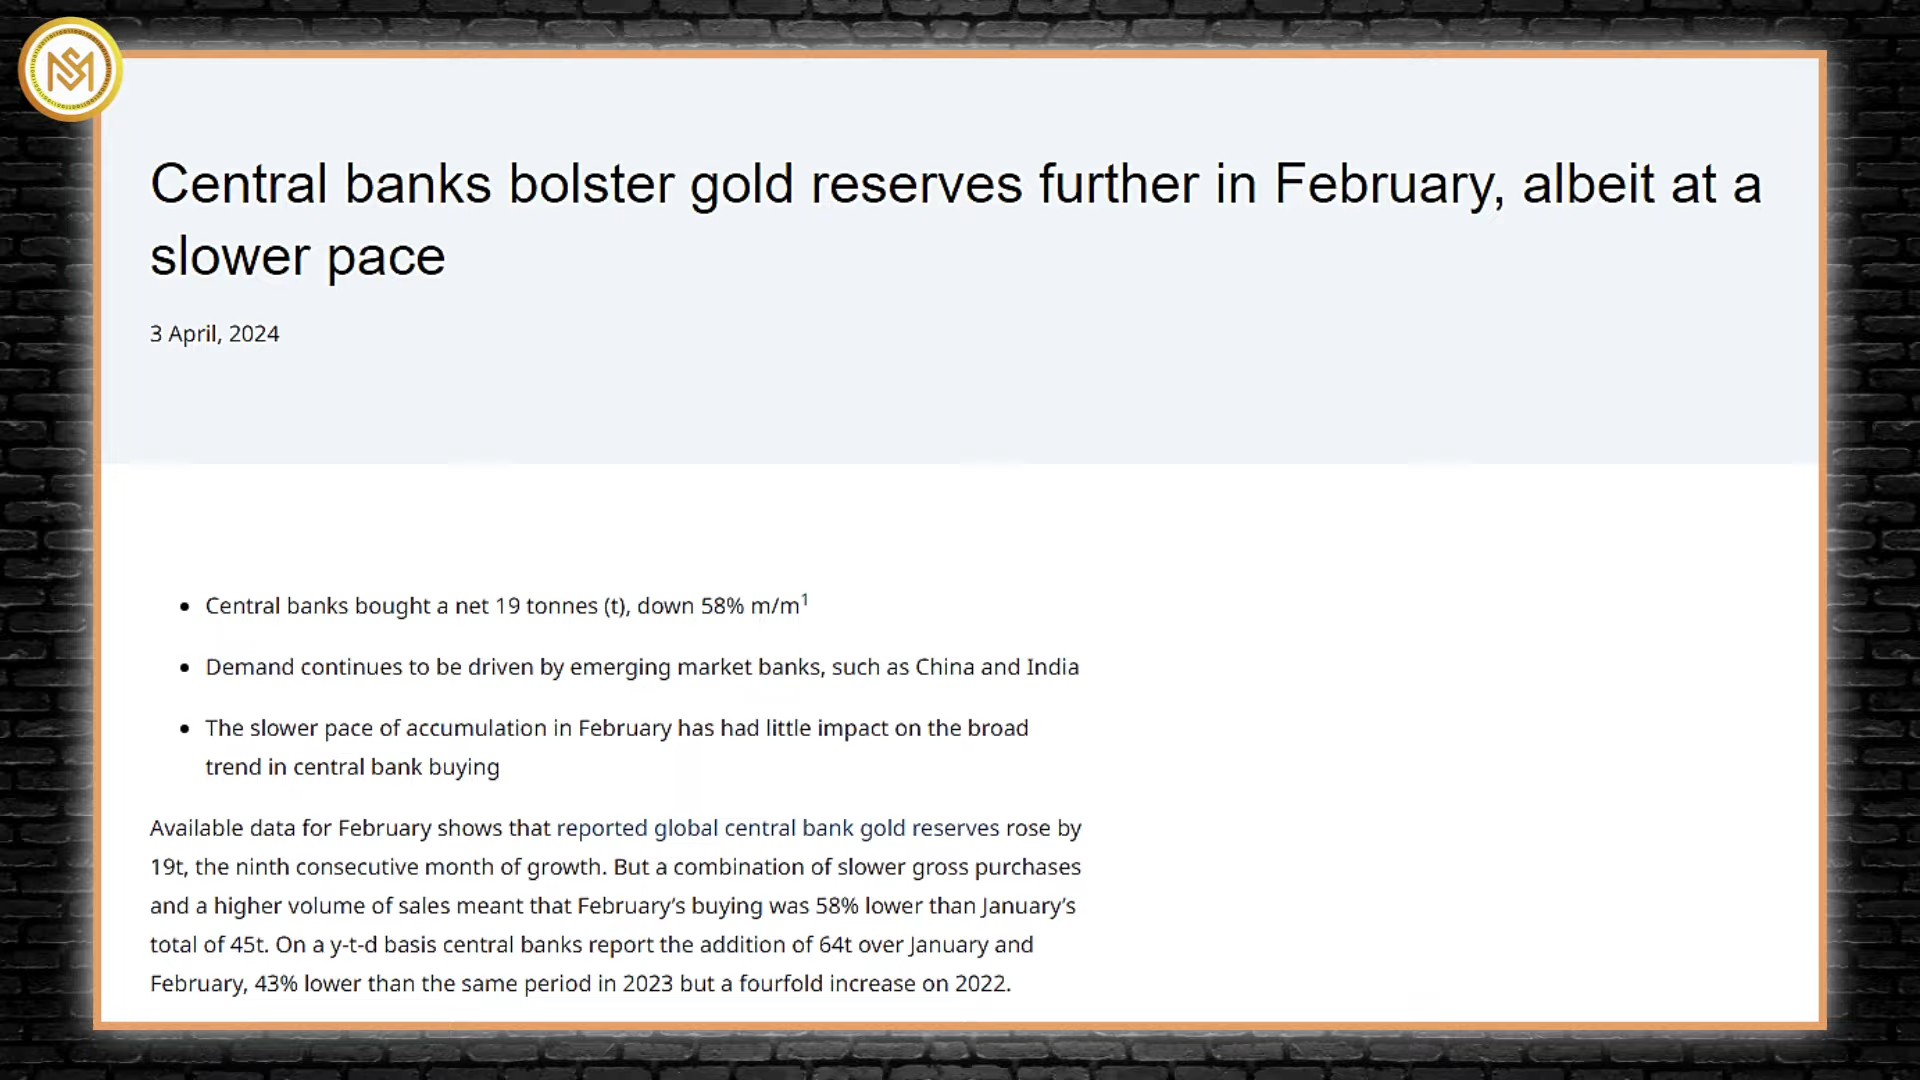 Central banks bolster gold reserves further in February, albeit at a
slower pace
3 April, 2024
• Central banks bought a net 19 tonnes (t), down 58% m/m¹
• Demand continues to be driven by emerging market banks, such as China and India
• The slower pace of accumulation in February has had little impact on the broad
trend in central bank buying
Available data for February shows that reported global central bank gold reserves rose by
19t, the ninth consecutive month of growth. But a combination of slower gross purchases
and a higher volume of sales meant that February’s buying was 58% lower than January’s
total of 45t. On a y-t-d basis central banks report the addition of 64t over January and
February, 43% lower than the same period in 2023 but a fourfold increase on 2022.